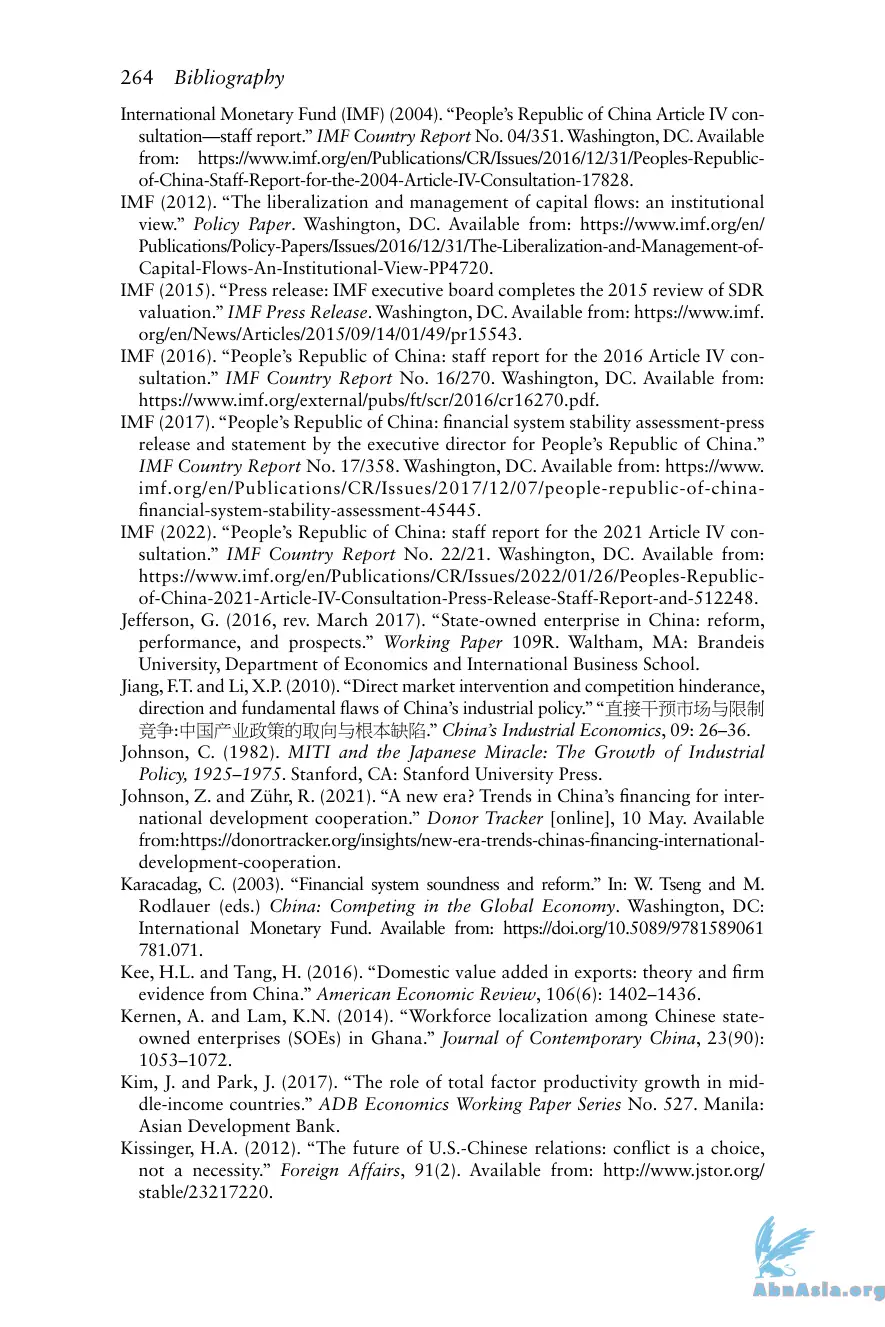 264 Bibliography
International Monetary Fund (IMF) (2004). “People’s Republic of China Article IV con-
sultation—staff report.” IMF Country Report No. 04/351. Washington, DC. Available
from: https://www.imf.org/en/Publications/CR/Issues/2016/12/31/Peoples-Republic-
of-China-Staff-Report-for-the-2004-Article-IV-Consultation-17828.
IMF (2012). “The liberalization and management of capital flows: an institutional
view.” Policy Paper. Washington, DC. Available from: https://www.imf.org/en/
Publications/Policy-Papers/Issues/2016/12/31/The-Liberalization-and-Management-of-
Capital-Flows-An-Institutional-View-PP4720.
IMF (2015). “Press release: IMF executive board completes the 2015 review of SDR
valuation.” IMF Press Release. Washington, DC. Available from: https://www.imf.
org/en/News/Articles/2015/09/14/01/49/pr15543.
IMF (2016). “People’s Republic of China: staff report for the 2016 Article IV con-
sultation.” IMF Country Report No. 16/270. Washington, DC. Available from:
https://www.imf.org/external/pubs/ft/scr/2016/cr16270.pdf.
IMF (2017). “People’s Republic of China: financial system stability assessment-press
release and statement by the executive director for People’s Republic of China.”
IMF Country Report No. 17/358. Washington, DC. Available from: https://www.
imf.org/en/Publications/CR/Issues/2017/12/07/people-republic-of-china-
financial-system-stability-assessment-45445.
IMF (2022). “People’s Republic of China: staff report for the 2021 Article IV con-
sultation.” IMF Country Report No. 22/21. Washington, DC. Available from:
https://www.imf.org/en/Publications/CR/Issues/2022/01/26/Peoples-Republic-
of-China-2021-Article-IV-Consultation-Press-Release-Staff-Report-and-512248.
Jefferson, G. (2016, rev. March 2017). “State-owned enterprise in China: reform,
performance, and prospects.” Working Paper 109R. Waltham, MA: Brandeis
University, Department of Economics and International Business School.
Jiang, F.T. and Li, X.P. (2010). “Direct market intervention and competition hinderance,
direction and fundamental flaws of China’s industrial policy.” “直接干预市场与限制
竞争:中国产业政策的取向与根本缺陷.” China’s Industrial Economics, 09: 26–36.
Johnson, C. (1982). MITI and the Japanese Miracle: The Growth of Industrial
Policy, 1925–1975. Stanford, CA: Stanford University Press.
Johnson, Z. and Zühr, R. (2021). “A new era? Trends in China’s financing for inter-
national development cooperation.” Donor Tracker [online], 10 May. Available
from:https://donortracker.org/insights/new-era-trends-chinas-financing-international-
development-cooperation.
Karacadag, C. (2003). “Financial system soundness and reform.” In: W. Tseng and M.
Rodlauer (eds.) China: Competing in the Global Economy. Washington, DC:
International Monetary Fund. Available from: https://doi.org/10.5089/9781589061
781.071.
Kee, H.L. and Tang, H. (2016). “Domestic value added in exports: theory and firm
evidence from China.” American Economic Review, 106(6): 1402–1436.
Kernen, A. and Lam, K.N. (2014). “Workforce localization among Chinese state-
owned enterprises (SOEs) in Ghana.” Journal of Contemporary China, 23(90):
1053–1072.
Kim, J. and Park, J. (2017). “The role of total factor productivity growth in mid-
dle-income countries.” ADB Economics Working Paper Series No. 527. Manila:
Asian Development Bank.
Kissinger, H.A. (2012). “The future of U.S.-Chinese relations: conflict is a choice,
not a necessity.” Foreign Affairs, 91(2). Available from: http://www.jstor.org/
stable/23217220.
AbnAsia.org